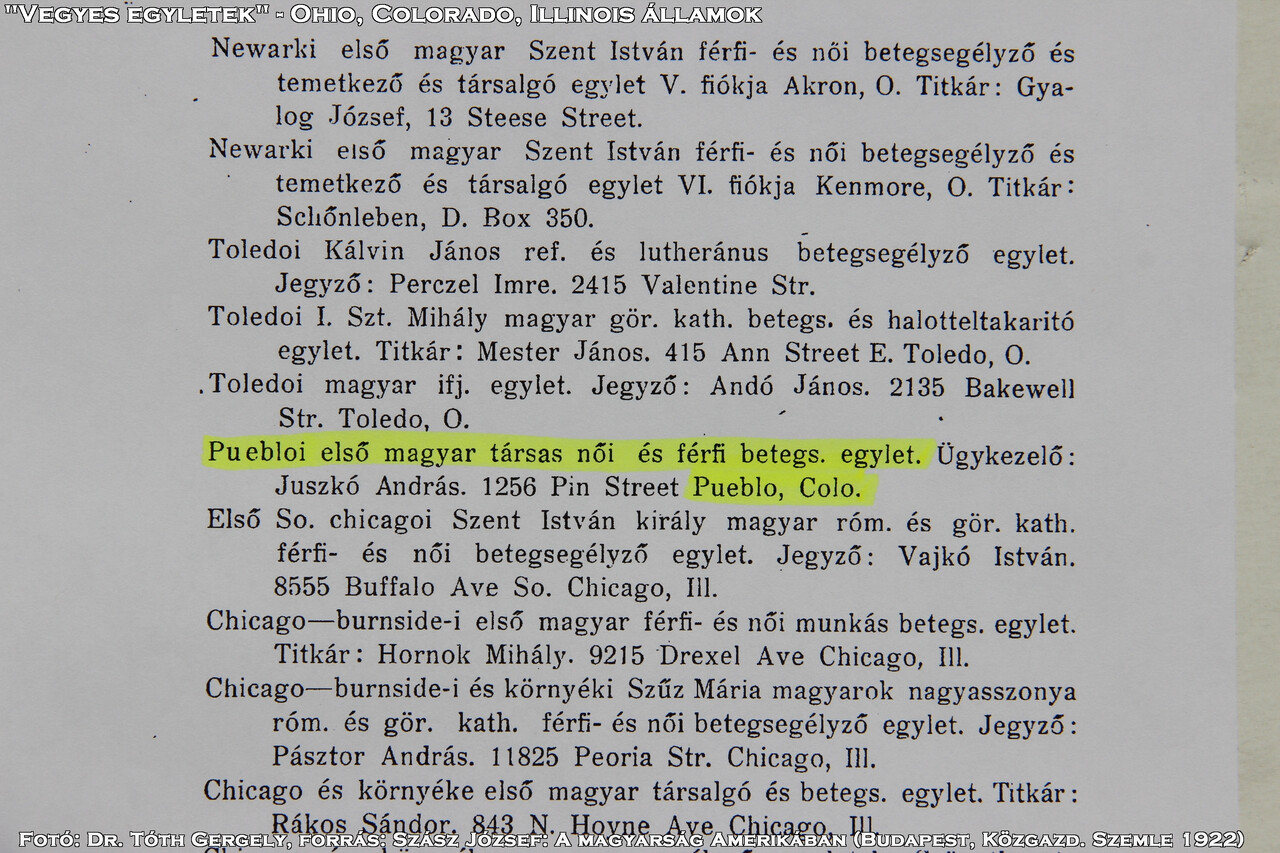 "Vegyes egyletek" - Ohio, Colorado, Illinois államok
Newarki első magyar Szent István férfi- és női betegsegélyző és
temetkező és társalgó egylet V. fiókja Akron, O. Titkár: Gya-
log József, 13 Steese Street.
Newarki első magyar Szent István férfi- és női betegsegélyző és
temetkező és társalgó egylet VI. fiókja Kenmore, O. Titkár:
Schőnleben, D. Box 350.
Toledoi Kálvin János ref. és lutheránus betegsegélyző egylet.
Jegyző: Perczel Imre. 2415 Valentine Str.
Toledoi I. Szt. Mihály magyar gör. kath. betegs. és halotteltakaritó
egylet. Titkár: Mester János. 415 Ann Street E. Toledo, O.
Toledoi magyar ifj. egylet. Jegyző: Andó János. 2135 Bakewell
Str. Toledo, O.
Puebloi első magyar társas női és férfi betegs. egylet. Ügykezelő:
Juszkó András. 1256 Pin Street Pueblo, Colo.
Első So. chicagoi Szent István király magyar róm. és gör. kath.
férfi- és női betegsegélyző egylet. Jegyző: Vajkó István.
8555 Buffalo Ave So. Chicago, Ill.
Chicago—burnside-i első magyar férfi- és női munkás betegs. egylet.
Titkár: Hornok Mihály. 9215 Drexel Ave Chicago, Ill.
Chicago—burnside-i és környéki Szűz Mária magyarok nagyasszonya
róm. és gör. kath. férfi- és női betegsegélyző egylet. Jegyző:
Pásztor András. 11825 Peoria Str. Chicago, Ill.
Chicago és környéke első magyar társalgó és betegs. egylet. Titkár:
Rákos Sándor. 843 N. Hoyne Ave Chicago, Ill.
Fotó: Dr. Tóth Gergely, forrás: Szász József: A magyarság Amerikában (Budapest, Közgazd. Szemle 1922)